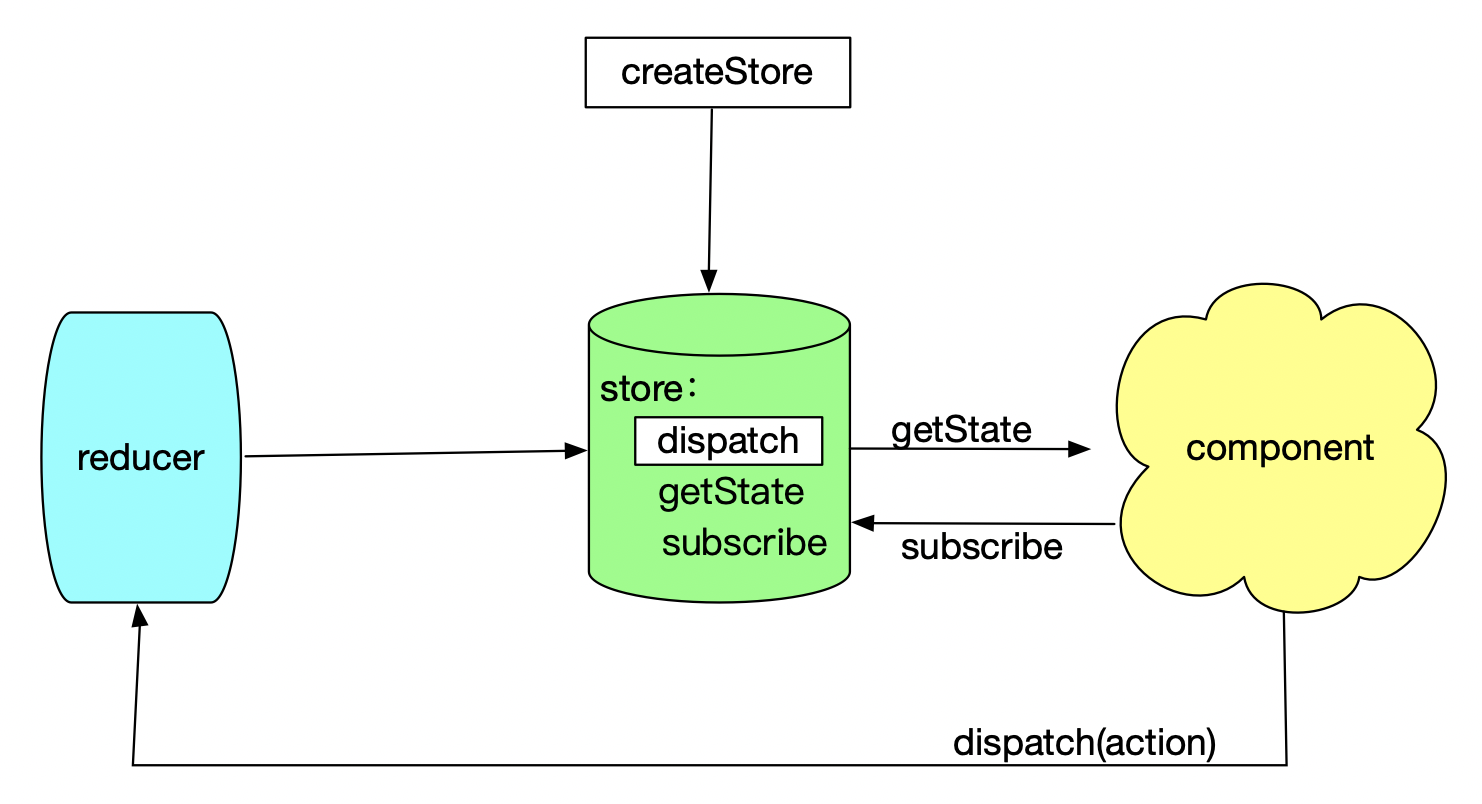 createStore
store：
dispatch
getState
subscribe
reducer
getState
component
subscribe
dispatch(action)